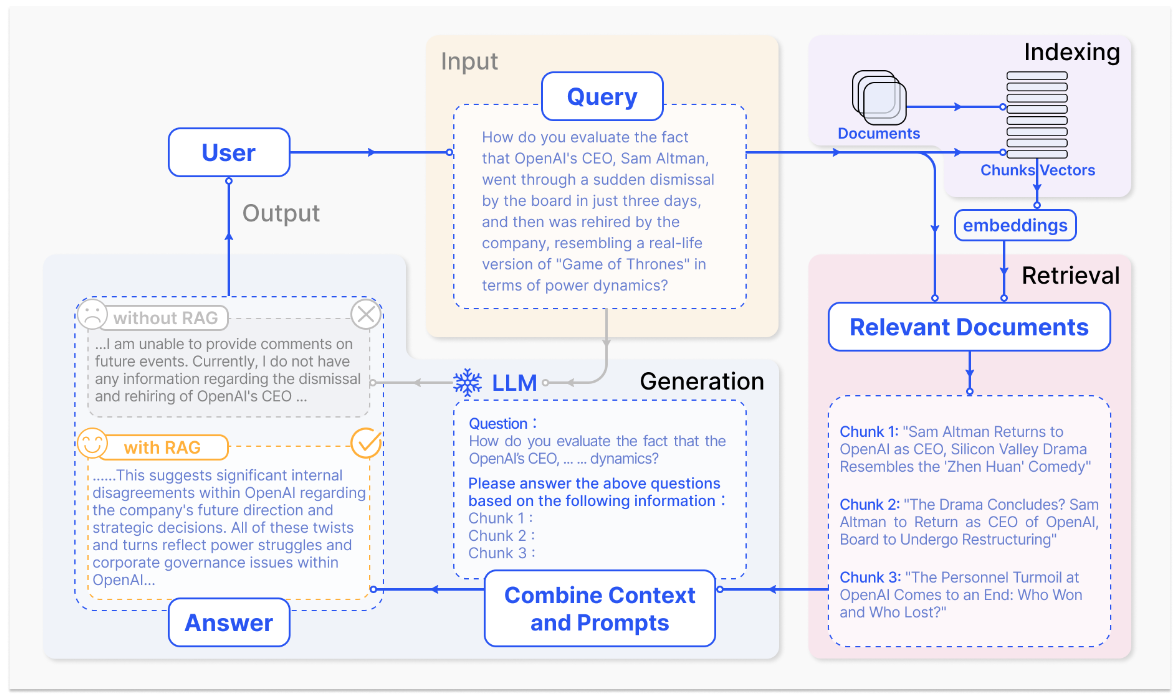 Input
Query
How do you evaluate the fact
that OpenAI's CEO, Sam Altman,
went through a sudden dismissal
by the board in just three days,
and then was rehired by the
company, resembling a real-life
version of "Game of Thrones" in
terms of power dynamics?
Indexing
Documents
Chunks Vectors
embeddings
User
Output
Retrieval
Relevant Documents
Chunk 1: "Sam Altman Returns to
OpenAI as CEO, Silicon Valley Drama
Resembles the 'Zhen Huan' Comedy"
Chunk 2: "The Drama Concludes? Sam
Altman to Return as CEO of OpenAI,
Board to Undergo Restructuring"
Chunk 3: "The Personnel Turmoil at
OpenAI Comes to an End: Who Won
and Who Lost?"
Generation
LLM
Question :
How do you evaluate the fact that the
OpenAI's CEO, ... ... dynamics?
Please answer the above questions
based on the following information :
Chunk 1 :
Chunk 2 :
Chunk 3 :
Combine Context
and Prompts
without RAG
...I am unable to provide comments on
future events. Currently, I do not have
any information regarding the dismissal
and rehiring of OpenAI's CEO ...
with RAG
......This suggests significant internal
disagreements within OpenAI regarding
the company's future direction and
strategic decisions. All of these twists
and turns reflect power struggles and
corporate governance issues within
OpenAI...
Answer